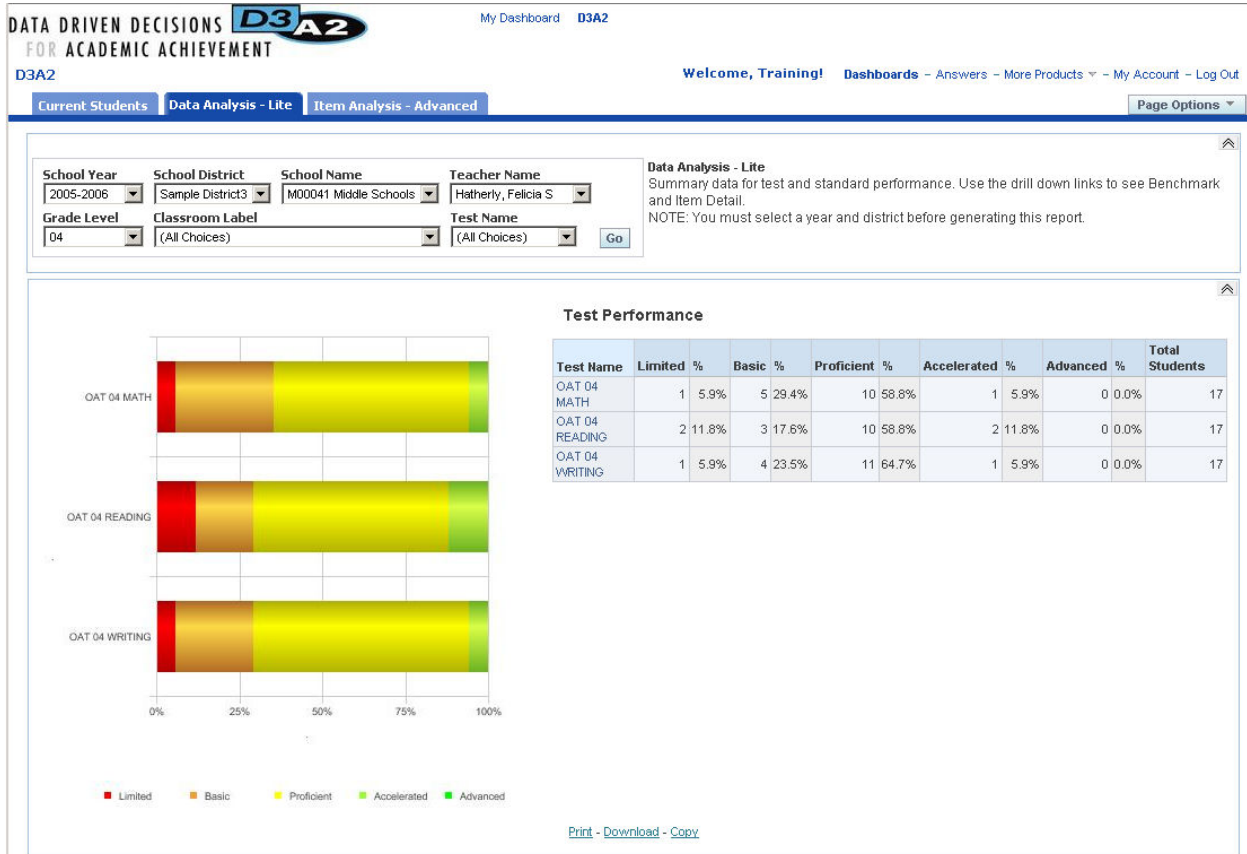 DATA DRIVEN DECISIONS D3A2
FOR ACADEMIC ACHIEVEMENT
My Dashboard D3A2
D3A2
Welcome, Training! Dashboards - Answers - More Products - My Account - Log Out
Current Students Data Analysis - Lite Item Analysis - Advanced
Page Options
School Year School District School Name Teacher Name
2005-2006 Sample District3 M00041 Middle Schools Hatherly, Felicia S
Grade Level Classroom Label Test Name
04 (All Choices) (All Choices) Go
Data Analysis - Lite
Summary data for test and standard performance. Use the drill down links to see Benchmark
and Item Detail.
NOTE: You must select a year and district before generating this report.
OAT 04 MATH
OAT 04 READING
OAT 04 WRITING
0% 25% 50% 75% 100%
Limited Basic Proficient Accelerated Advanced
Test Performance
Test Name Limited % Basic % Proficient % Accelerated % Advanced % Total Students
OAT 04 MATH 1 5.9% 5 29.4% 10 58.8% 1 5.9% 0 0.0% 17
OAT 04 READING 2 11.8% 3 17.6% 10 58.8% 2 11.8% 0 0.0% 17
OAT 04 WRITING 1 5.9% 4 23.5% 11 64.7% 1 5.9% 0 0.0% 17
Print - Download - Copy